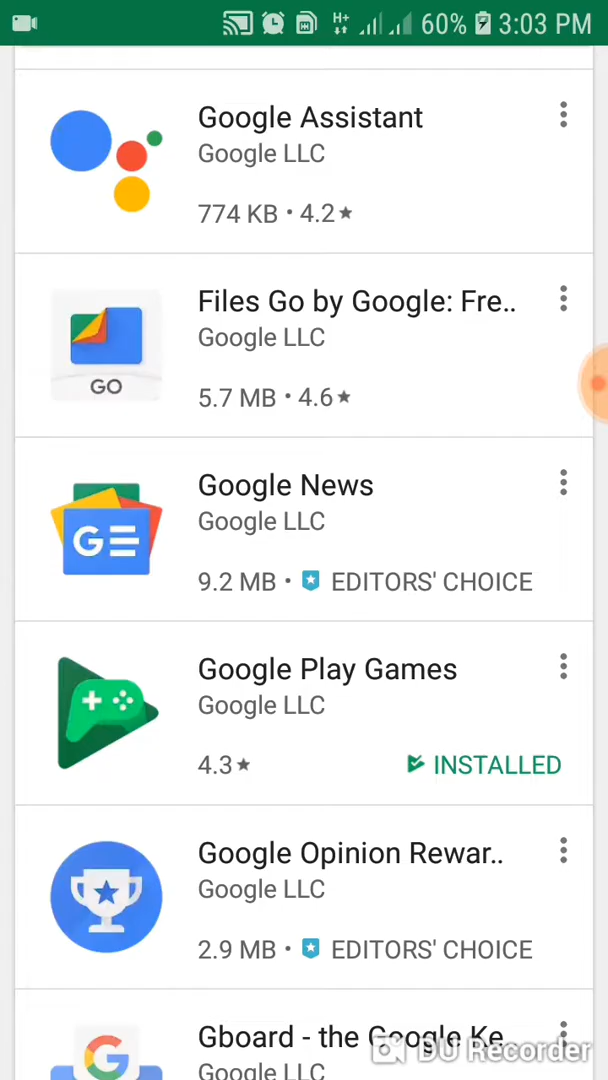 H+ 60% 3:03 PM
Google Assistant
Google LLC
774 KB • 4.2★
Files Go by Google: Fre..
Google LLC
GO
5.7 MB • 4.6★
Google News
Google LLC
G
9.2 MB • EDITORS' CHOICE
Google Play Games
Google LLC
4.3★ INSTALLED
Google Opinion Rewar..
Google LLC
2.9 MB • EDITORS' CHOICE
Gboard - the Google Ke
G
DU Recorder
Google LLC